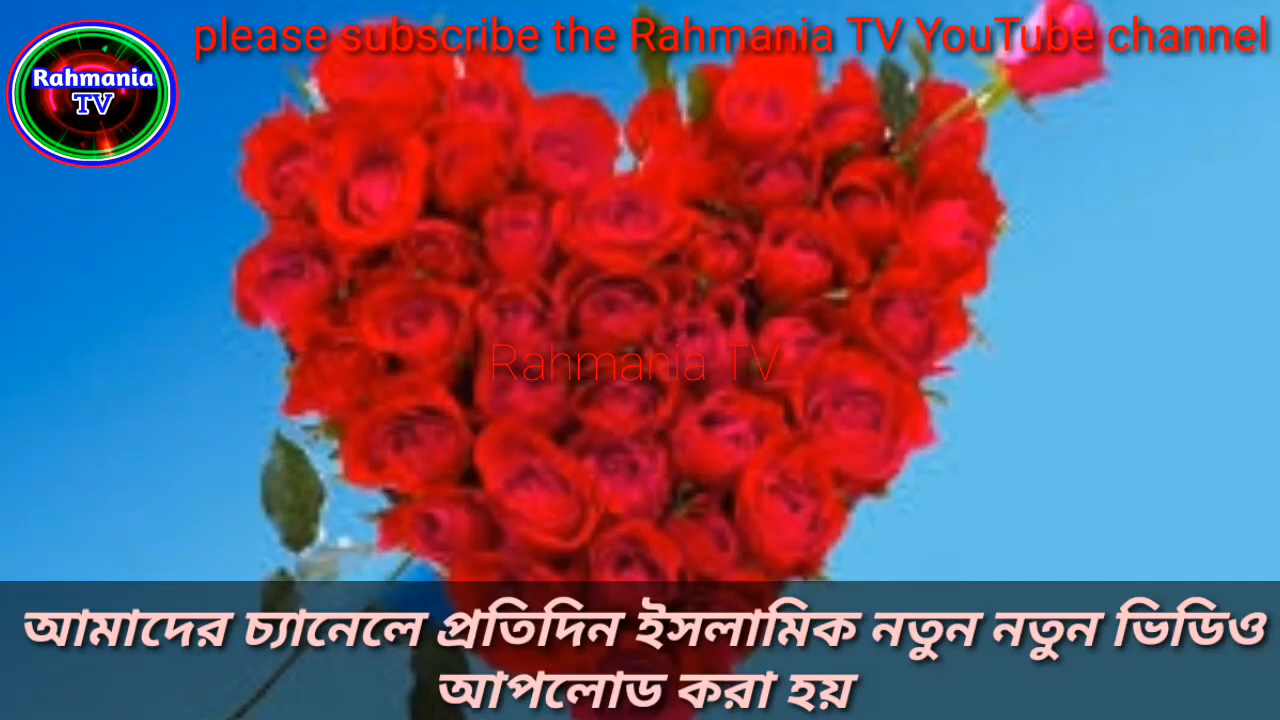 please subscribe the Rahmania TV YouTube channel
Rahmania
TV
Rahmania TV
আমাদের চ্যানেলে প্রতিদিন ইসলামিক নতুন নতুন ভিডিও
আপলোড করা হয়